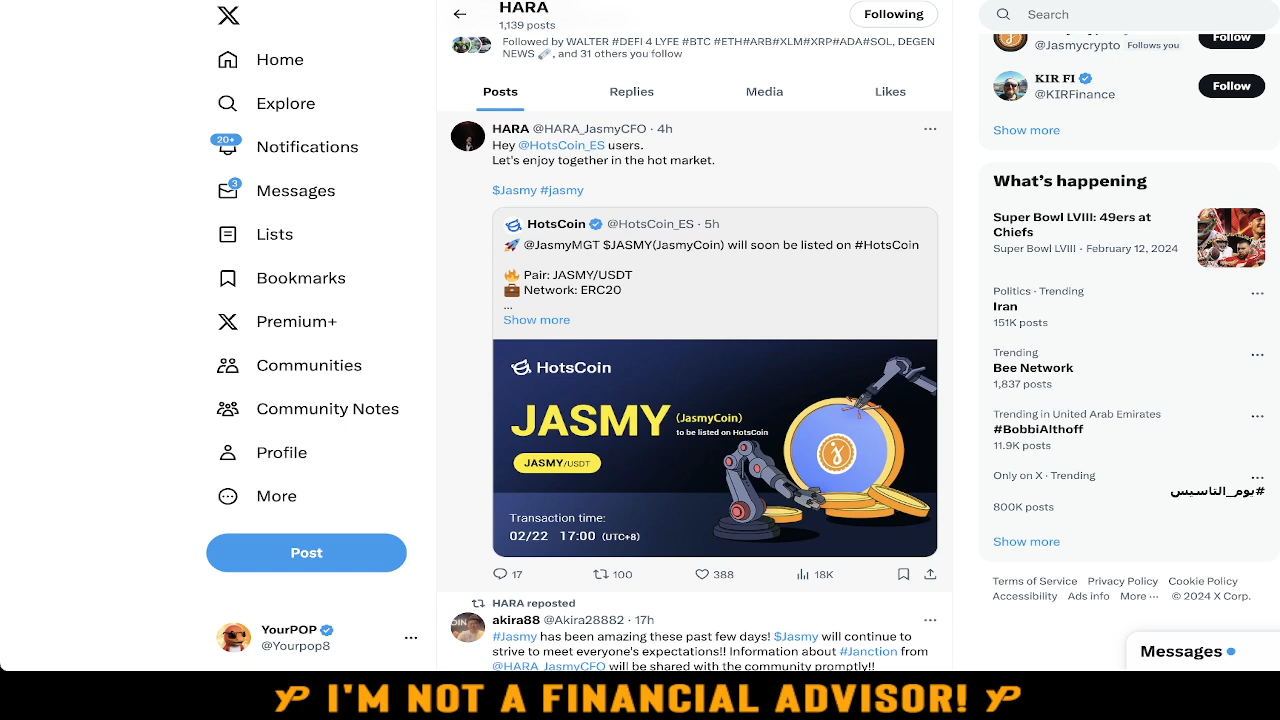 Home
Explore
20+
Notifications
3
Messages
Lists
Bookmarks
Premium+
Communities
Community Notes
Profile
More
Post
YourPOP
@Yourpop8
HARA
1,139 posts
Following
Followed by WALTER #DEFI 4 LYFE #BTC #ETH#ARB#XLM#XRP#ADA#SOL, DEGEN
NEWS 🗞️, and 31 others you follow
Posts Replies Media Likes
HARA @HARA_JasmyCFO · 4h
Hey @HotsCoin_ES users.
Let's enjoy together in the hot market.
$Jasmy #jasmy
HotsCoin @HotsCoin_ES · 5h
🚀 @JasmyMGT $JASMY(JasmyCoin) will soon be listed on #HotsCoin
🔥 Pair: JASMY/USDT
💼 Network: ERC20
...
Show more
HotsCoin
JASMY (JasmyCoin)
to be listed on HotsCoin
JASMY/USDT
Transaction time:
02/22 17:00 (UTC+8)
17 100 388 18K
HARA reposted
akira88 @Akira28882 · 17h
#Jasmy has been amazing these past few days! $Jasmy will continue to
strive to meet everyone's expectations!! Information about #Janction from
@HARA_JasmyCFO will be shared with the community promptly!!
Search
@Jasmycrypto Follows you
Follow
KIR FI
@KIRFinance
Follow
Show more
What's happening
Super Bowl LVIII: 49ers at
Chiefs
Super Bowl LVIII · February 12, 2024
Politics · Trending
Iran
151K posts
Trending
Bee Network
1,837 posts
Trending in United Arab Emirates
#BobbiAlthoff
11.9K posts
Only on X · Trending
#يوم_التاسيس
800K posts
Show more
Terms of Service Privacy Policy Cookie Policy
Accessibility Ads info More ··· © 2024 X Corp.
Messages
YP I'M NOT A FINANCIAL ADVISOR! YP